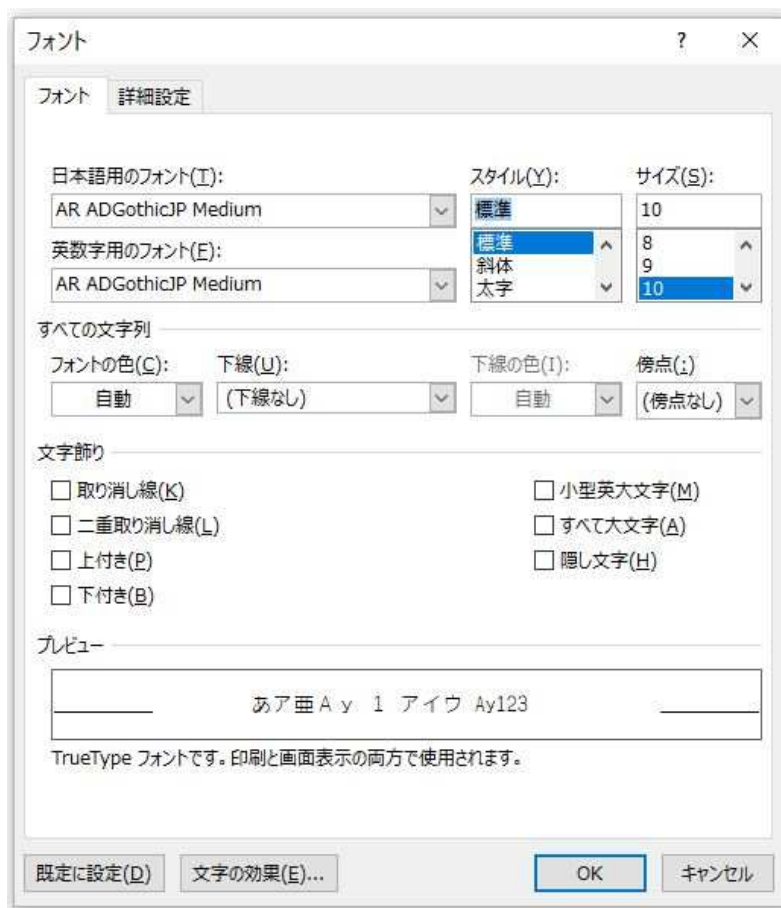 フォント ? ×
フォント 詳細設定
日本語用のフォント(T): スタイル(Y): サイズ(S):
AR ADGothicJP Medium 標準 10
英数字用のフォント(F): 標準 8
斜体 9
AR ADGothicJP Medium 太字 10
すべての文字列
フォントの色(C): 下線(U): 下線の色(I): 傍点(:)
自動 (下線なし) 自動 (傍点なし)
文字飾り
取り消し線(K) 小型英大文字(M)
二重取り消し線(L) すべて大文字(A)
上付き(P) 隠し文字(H)
下付き(B)
プレビュー
あア亜Ay 1 アイウ Ay123
TrueType フォントです。印刷と画面表示の両方で使用されます。
既定に設定(D) 文字の効果(E)... OK キャンセル